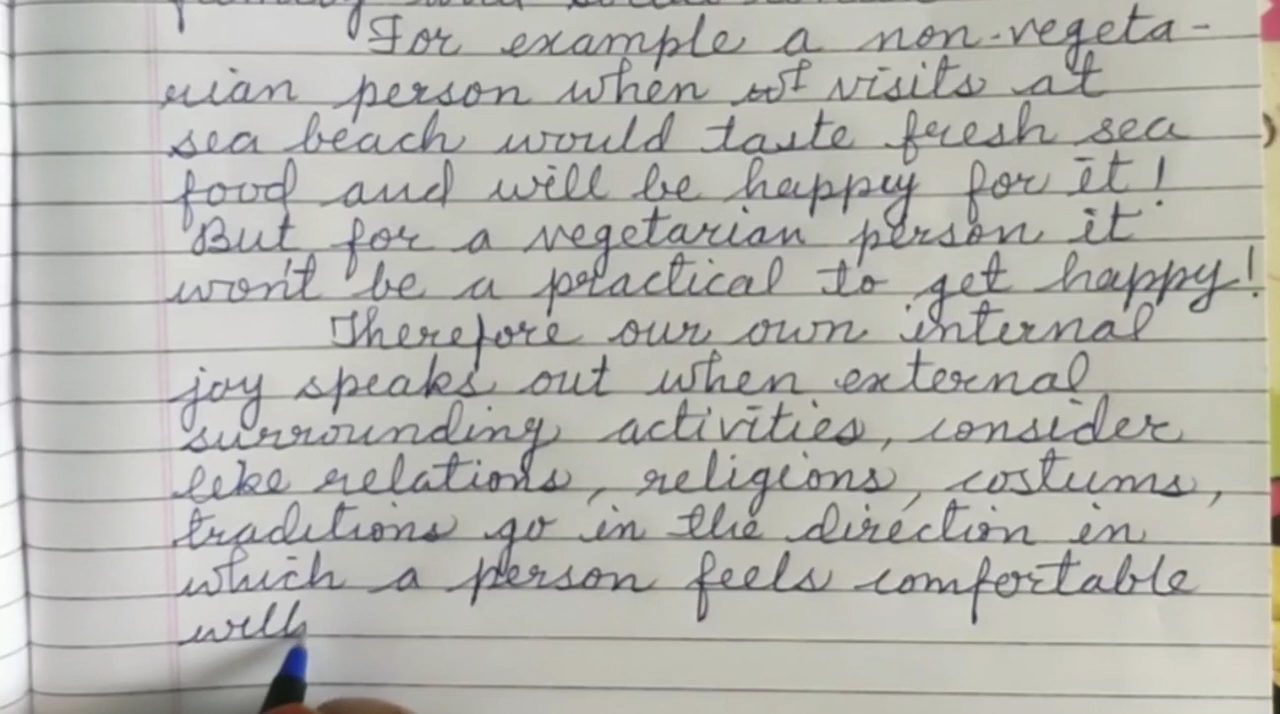 For example a non-vegeta-
rian person when visits at
sea beach would taste fresh sea
food and will be happy for it!
But for a vegetarian person it
won't be a practical to get happy!
Therefore our own internal
joy speaks out when external
surrounding activities, consider
like relations, religions, costums,
traditions go in the direction in
which a person feels comfortable
will